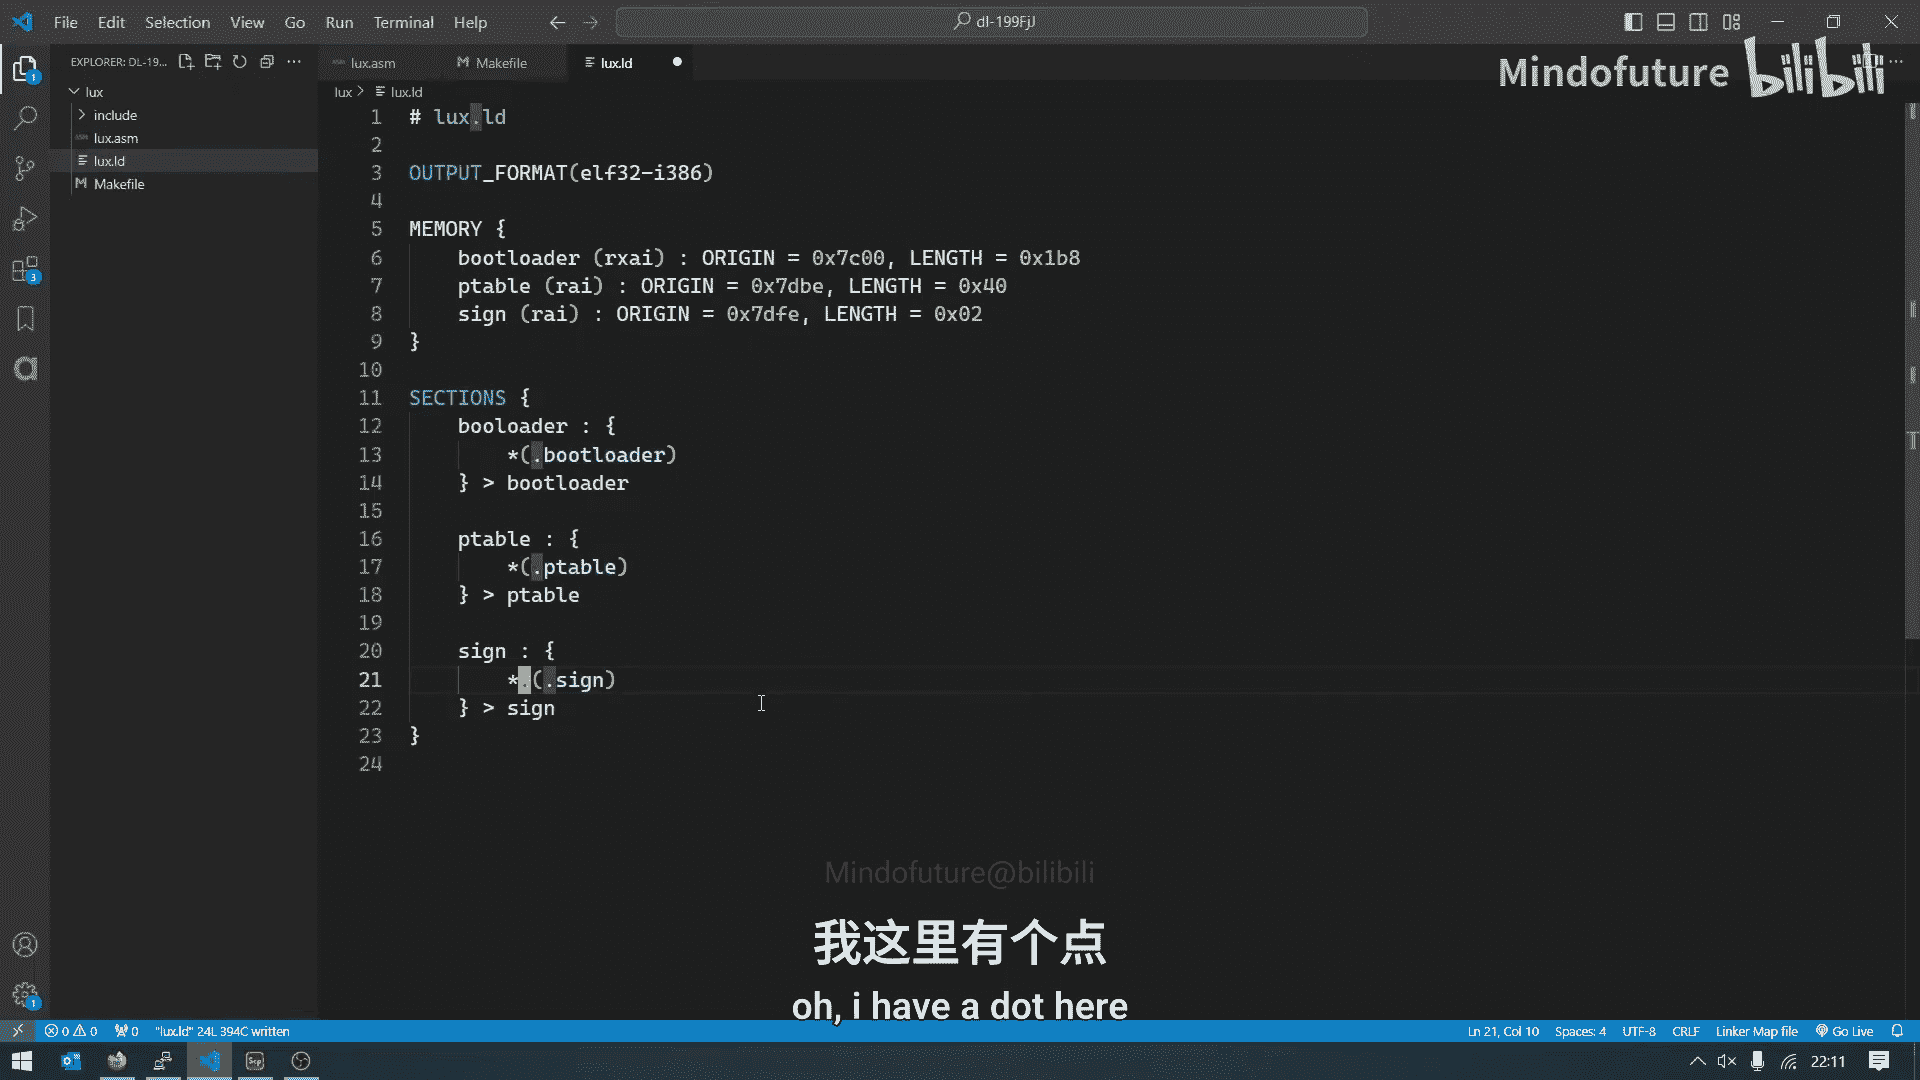 File Edit Selection View Go Run Terminal Help
dl-199FjJ
EXPLORER: DL-19...
lux.asm
Makefile
lux.ld
Mindofuture bilibili
lux
include
lux.asm
lux.ld
Makefile
lux > lux.ld
1 # lux.ld
2
3 OUTPUT_FORMAT(elf32-i386)
4
5 MEMORY {
6 bootloader (rxai) : ORIGIN = 0x7c00, LENGTH = 0x1b8
7 ptable (rai) : ORIGIN = 0x7dbe, LENGTH = 0x40
8 sign (rai) : ORIGIN = 0x7dfe, LENGTH = 0x02
9 }
10
11 SECTIONS {
12 booloader : {
13 *(.bootloader)
14 } > bootloader
15
16 ptable : {
17 *(.ptable)
18 } > ptable
19
20 sign : {
21 *.(.sign)
22 } > sign
23 }
24
Mindofuture@bilibili
我这里有个点
oh, i have a dot here
0 0 0 "lux.ld" 24L 394C written
Ln 21, Col 10 Spaces: 4 UTF-8 CRLF Linker Map file Go Live
22:11